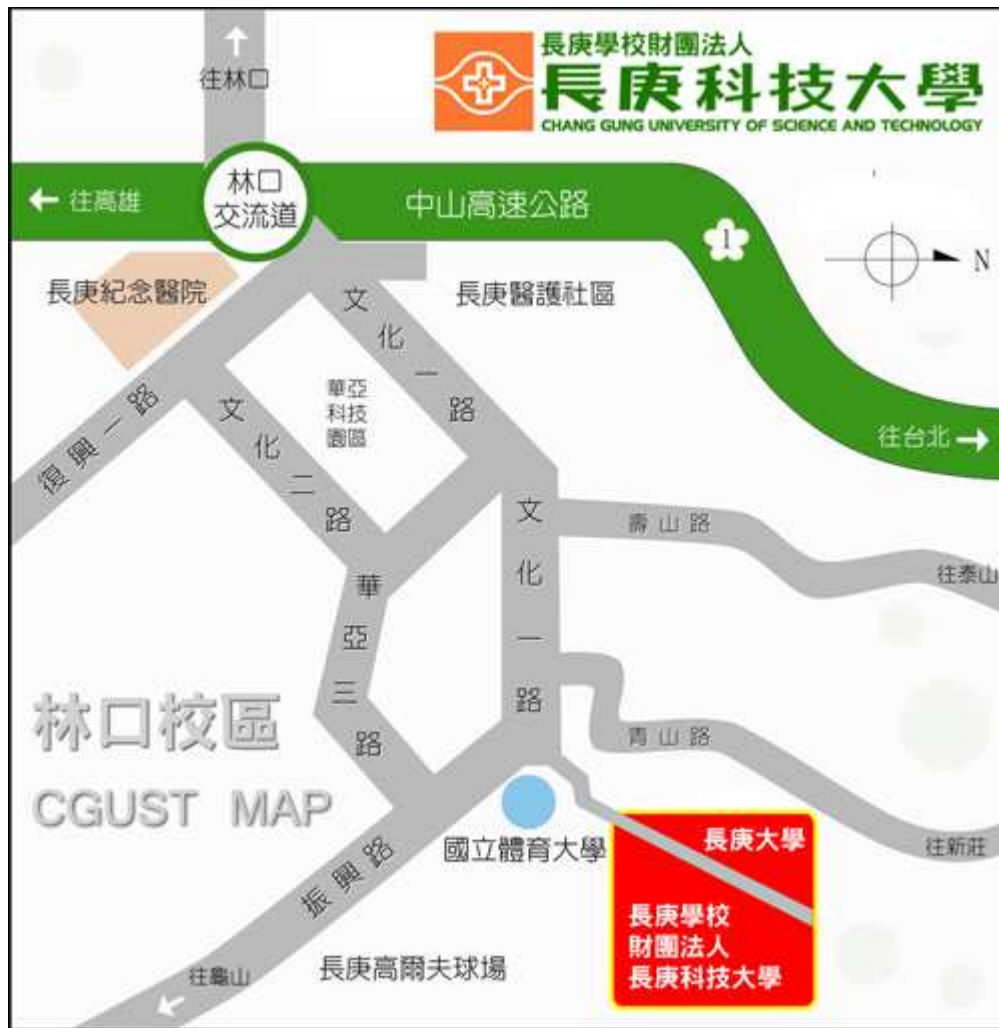 往林口
長庚學校財團法人
長庚科技大學
CHANG GUNG UNIVERSITY OF SCIENCE AND TECHNOLOGY
往高雄
林口
交流道
中山高速公路
1
N
長庚紀念醫院
長庚醫護社區
文化一路
復興一路
文化二路
華亞
科技
園區
往台北
文化一路
壽山路
往泰山
華亞三路
林口校區
CGUST MAP
青山路
往新莊
國立體育大學
長庚大學
長庚學校
財團法人
長庚科技大學
振興路
往龜山
長庚高爾夫球場